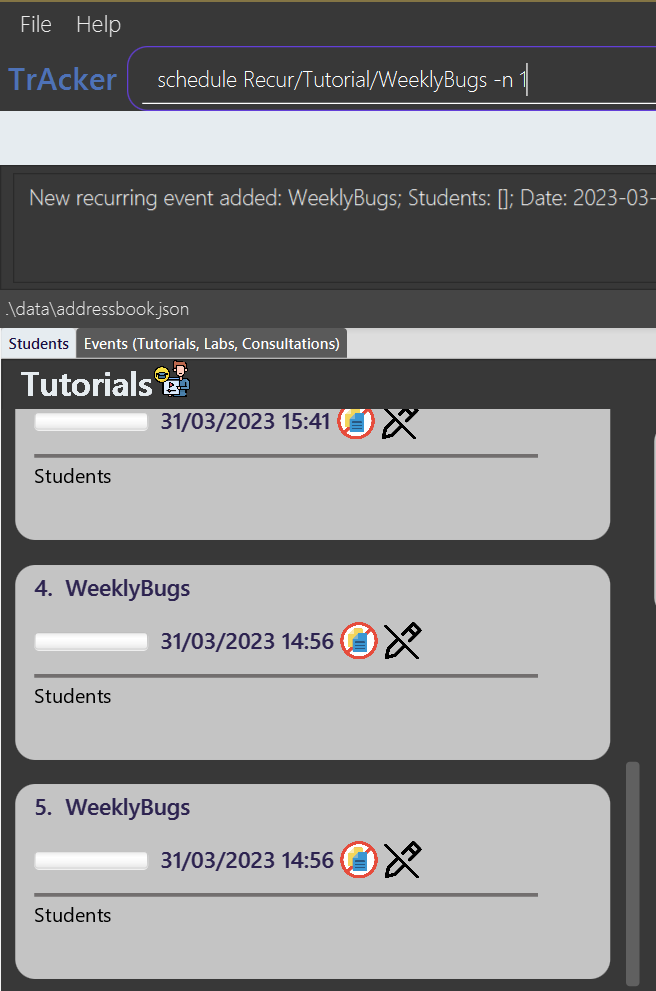 File Help
TrAcker schedule Recur/Tutorial/WeeklyBugs -n 1
New recurring event added: WeeklyBugs; Students: []; Date: 2023-03-
.\data\addressbook.json
Students Events (Tutorials, Labs, Consultations)
Tutorials
31/03/2023 15:41
Students
4. WeeklyBugs
31/03/2023 14:56
Students
5. WeeklyBugs
31/03/2023 14:56
Students